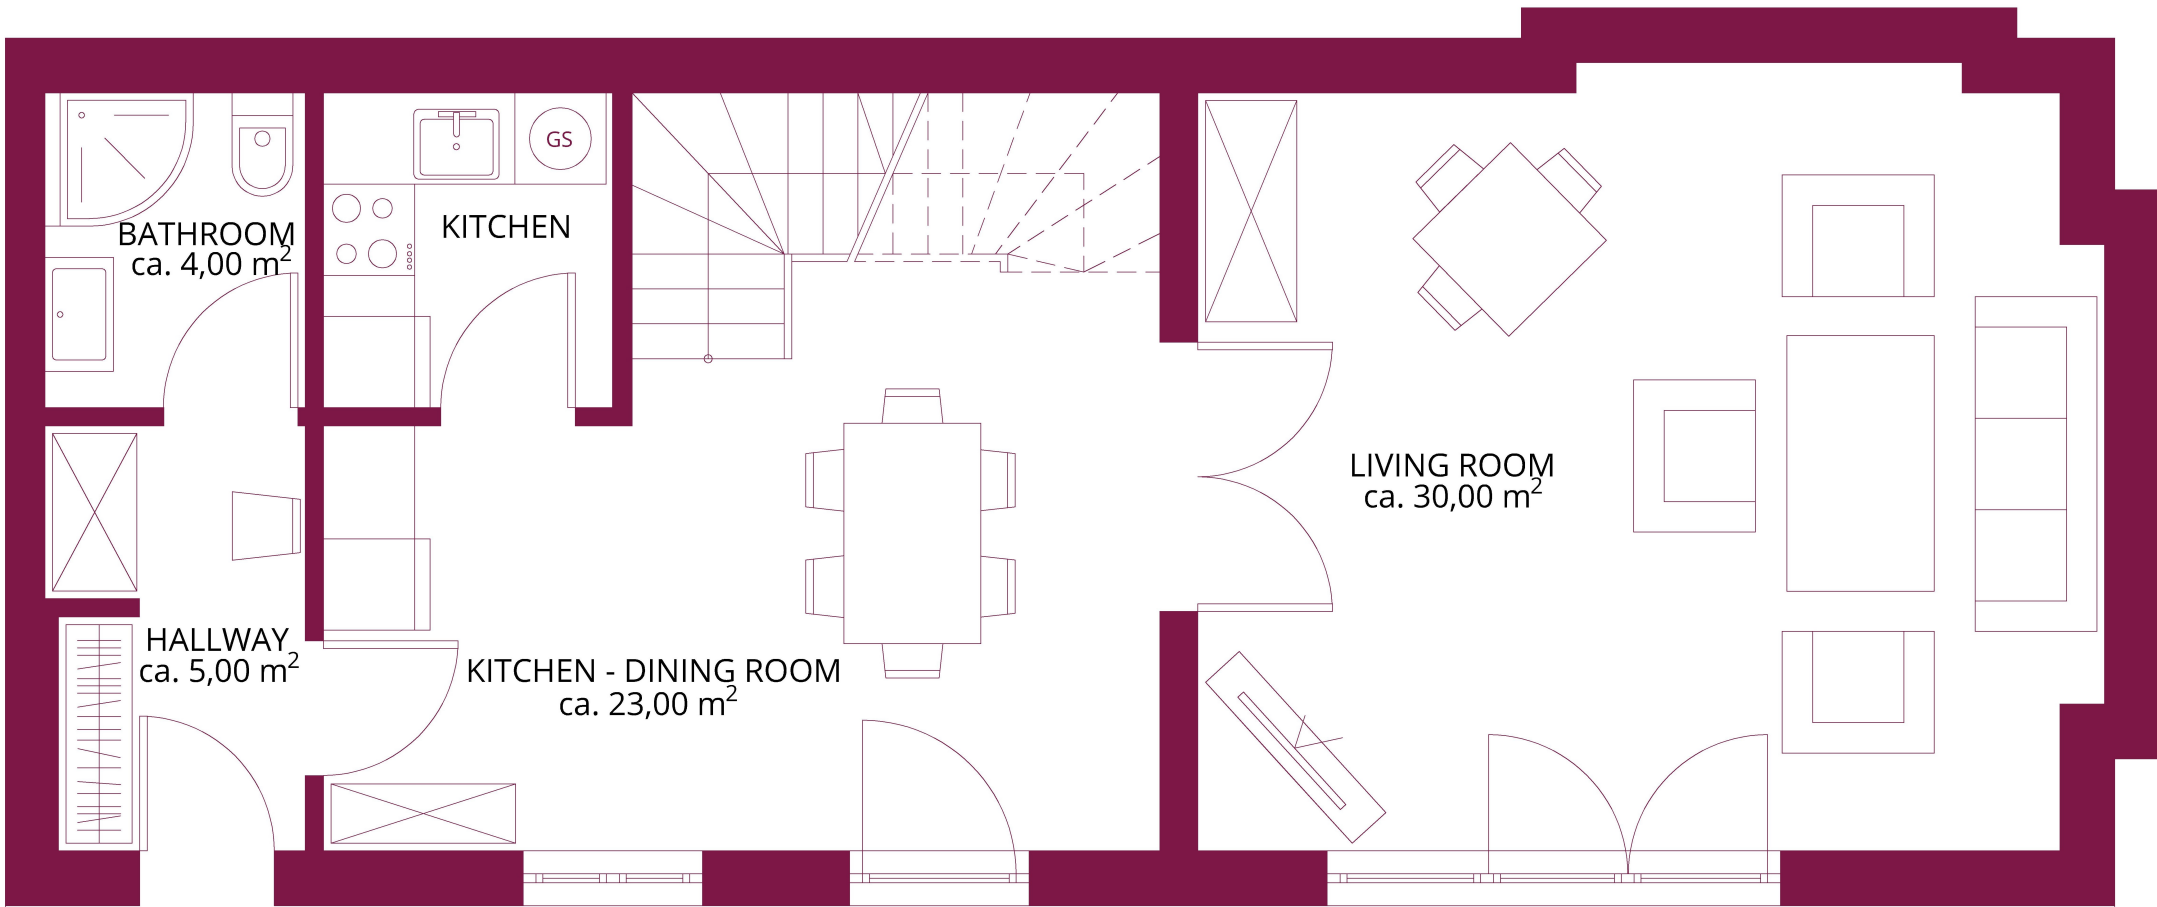 GS
KITCHEN
BATHROOM
ca. 4,00 m²
LIVING ROOM
ca. 30,00 m²
HALLWAY
ca. 5,00 m²
KITCHEN - DINING ROOM
ca. 23,00 m²